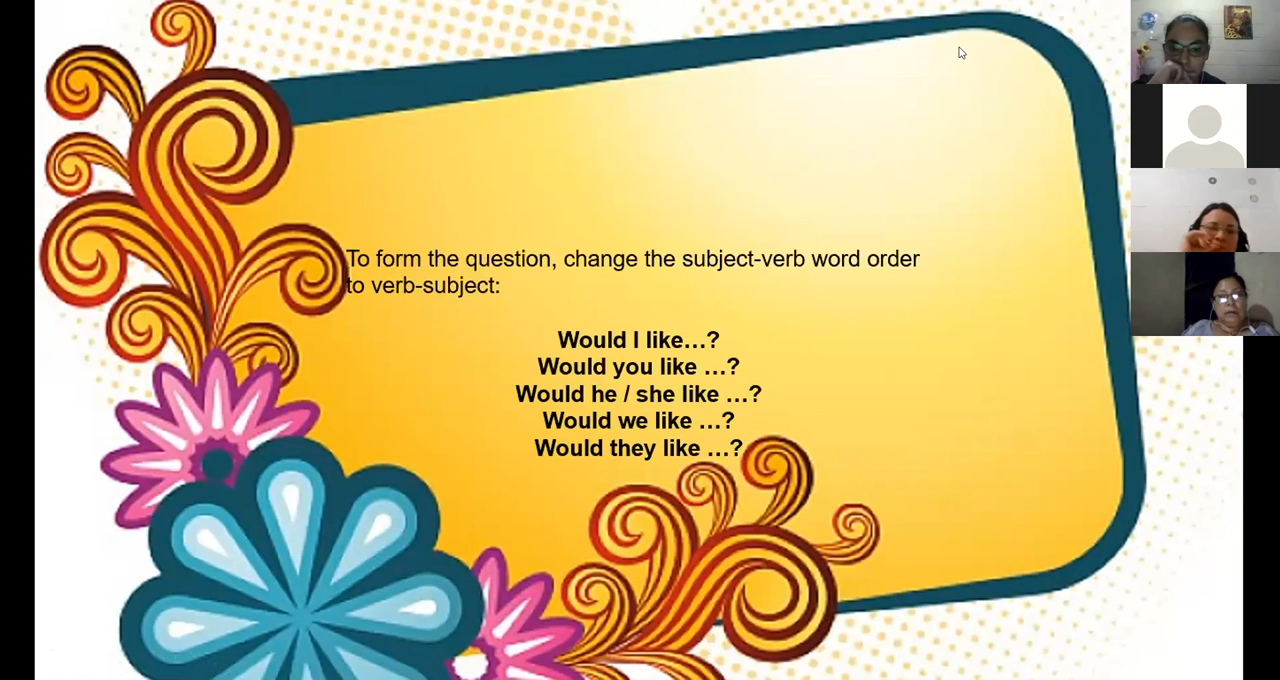 To form the question, change the subject-verb word order
to verb-subject:
Would I like…?
Would you like …?
Would he / she like …?
Would we like …?
Would they like …?